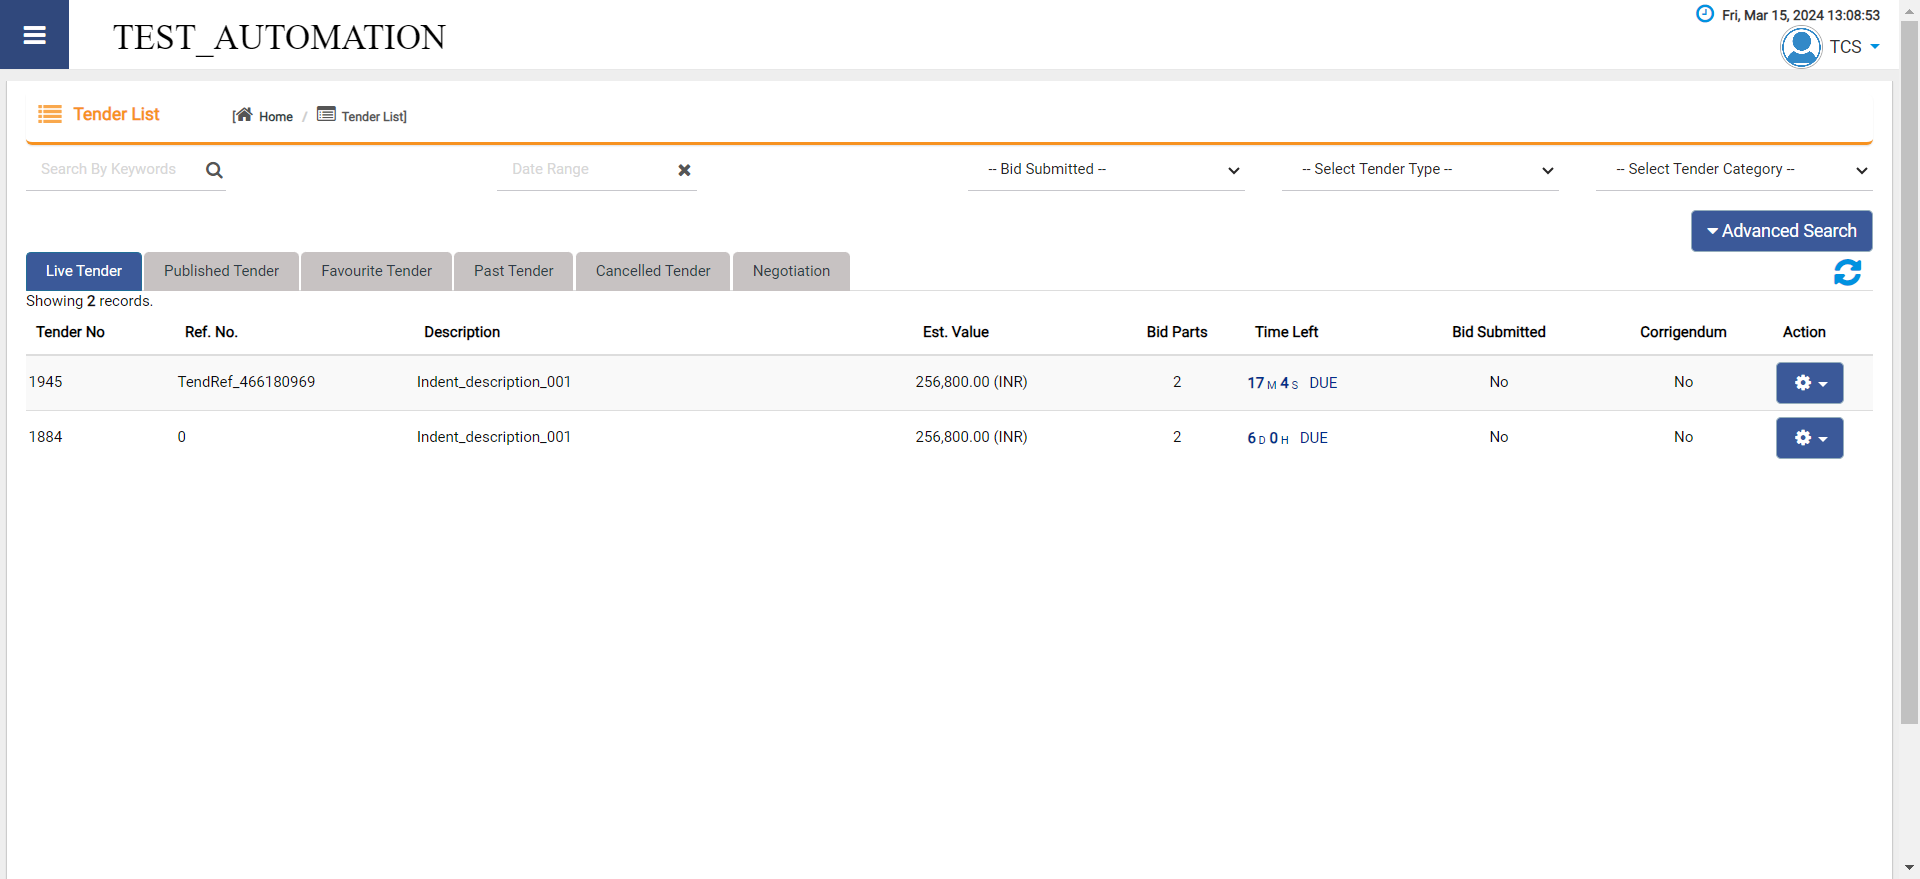 TEST_AUTOMATION
Fri, Mar 15, 2024 13:08:53
TCS
Tender List
[Home / Tender List]
Search By Keywords
Date Range
-- Bid Submitted --
-- Select Tender Type --
-- Select Tender Category --
Advanced Search
Live Tender Published Tender Favourite Tender Past Tender Cancelled Tender Negotiation
Showing 2 records.
Tender No Ref. No. Description Est. Value Bid Parts Time Left Bid Submitted Corrigendum Action
1945 TendRef_466180969 Indent_description_001 256,800.00 (INR) 2 17 M 4 S DUE No No
1884 0 Indent_description_001 256,800.00 (INR) 2 6 D 0 H DUE No No